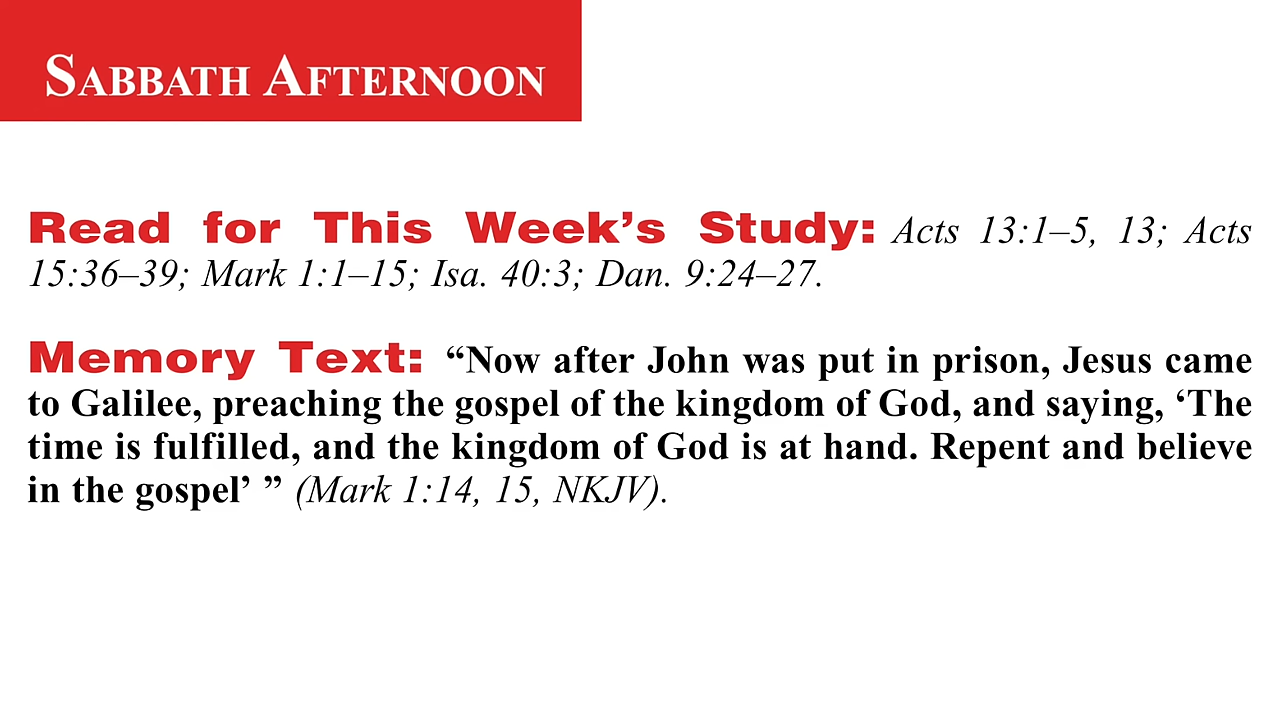 SABBATH AFTERNOON
Read for This Week’s Study: Acts 13:1–5, 13; Acts
15:36–39; Mark 1:1–15; Isa. 40:3; Dan. 9:24–27.
Memory Text: “Now after John was put in prison, Jesus came
to Galilee, preaching the gospel of the kingdom of God, and saying, ‘The
time is fulfilled, and the kingdom of God is at hand. Repent and believe
in the gospel’ ” (Mark 1:14, 15, NKJV).